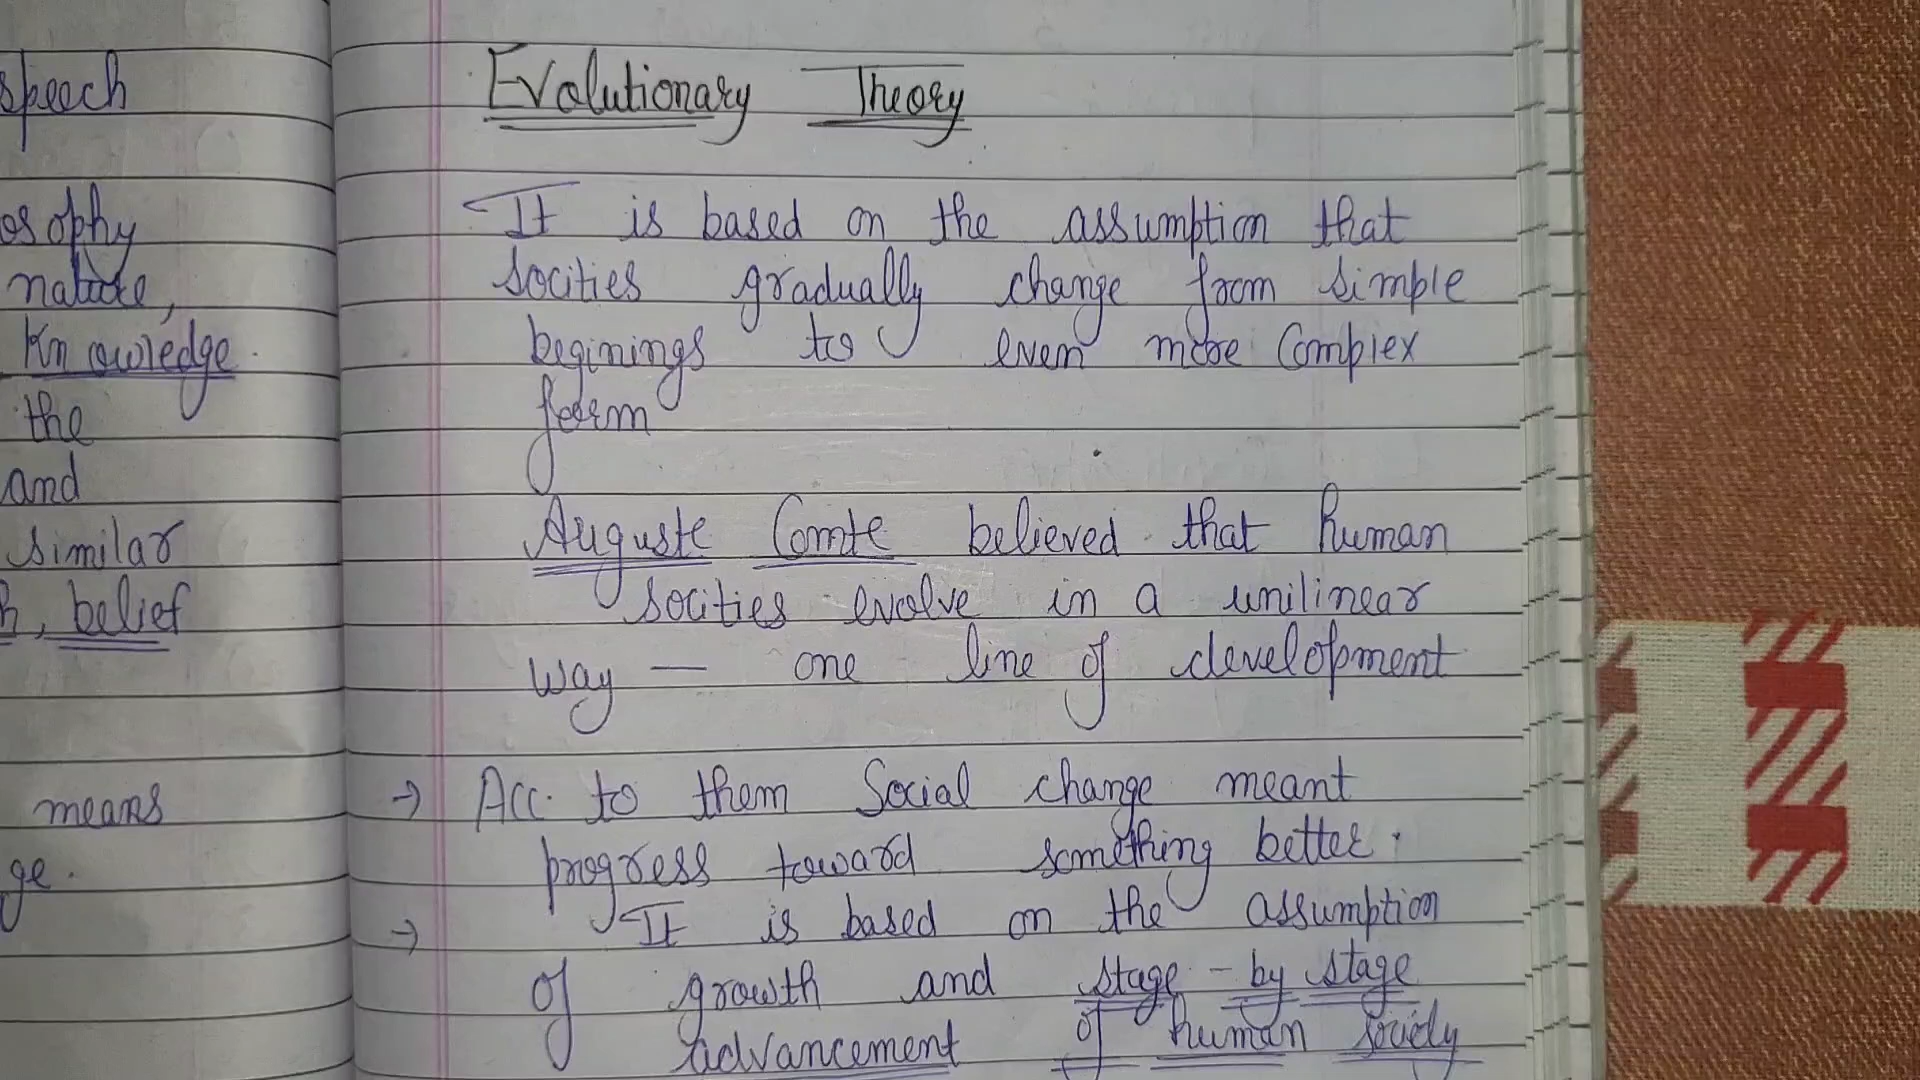 speech
osophy
nature,
Knowledge.
the
and
similar
h, belief
means
ge.
Evolutionary Theory
It is based on the assumption that
socities gradually change from simple
beginings to even more Complex
form
Auguste Comte believed that human
socities evolve in a unilinear
way — one line of development
→ Acc. to them Social change meant
progress toward something better.
→ It is based on the assumption
of growth and stage - by stage
advancement of human society